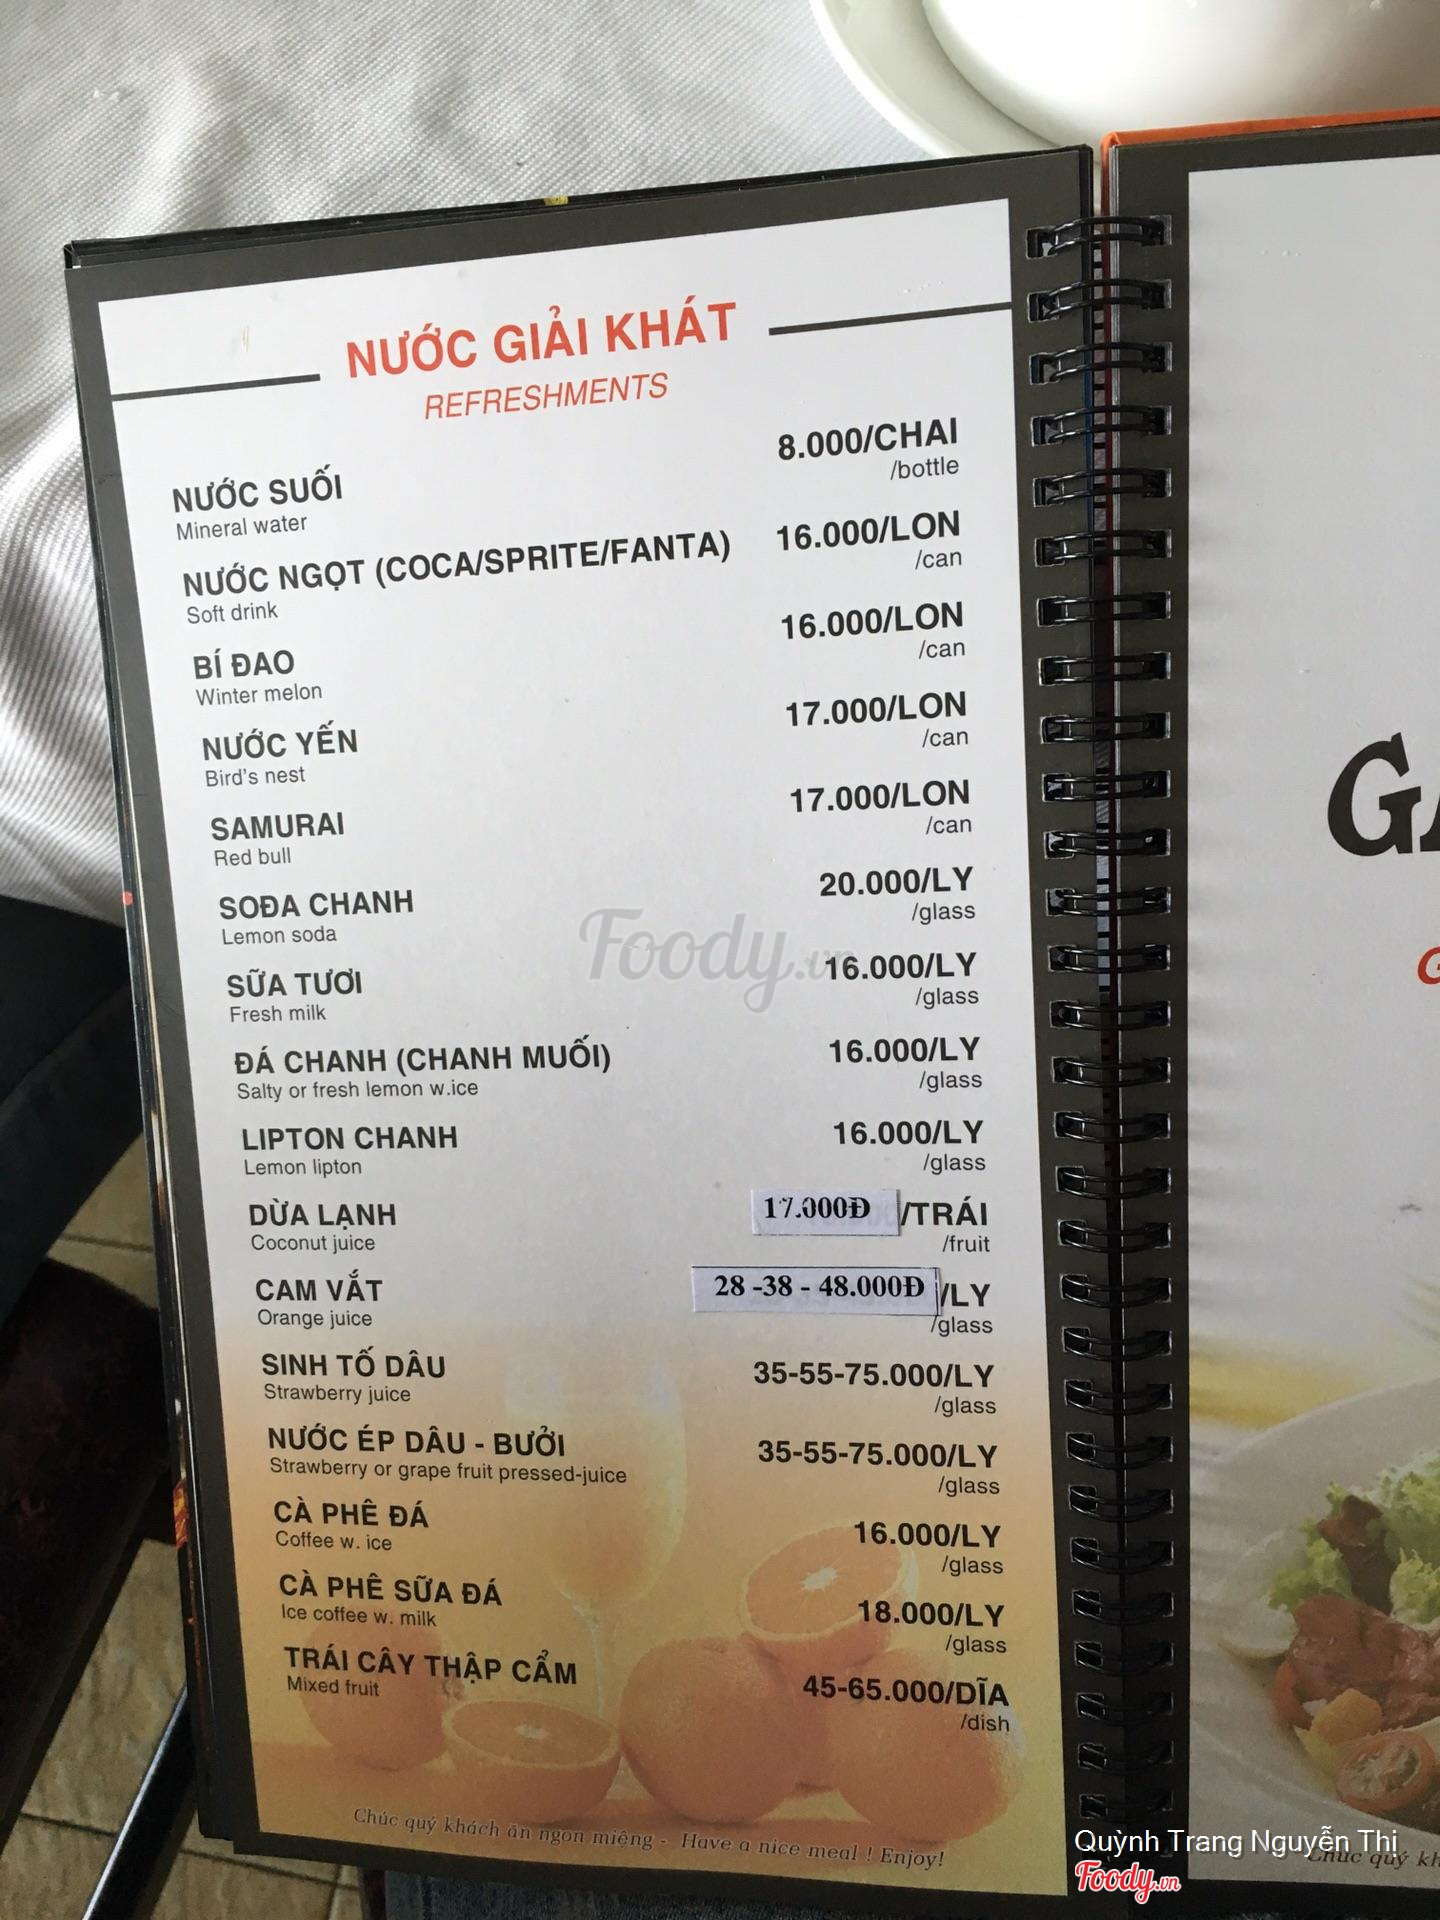 NƯỚC GIẢI KHÁT
REFRESHMENTS
NƯỚC SUỐI 8.000/CHAI
Mineral water /bottle
NƯỚC NGỌT (COCA/SPRITE/FANTA) 16.000/LON
Soft drink /can
BÍ ĐAO 16.000/LON
Winter melon /can
NƯỚC YẾN 17.000/LON
Bird's nest /can
SAMURAI 17.000/LON
Red bull /can
SOĐA CHANH 20.000/LY
Lemon soda /glass
SỮA TƯƠI 16.000/LY
Fresh milk /glass
ĐÁ CHANH (CHANH MUỐI) 16.000/LY
Salty or fresh lemon w.ice /glass
LIPTON CHANH 16.000/LY
Lemon lipton /glass
DỪA LẠNH 17.000Đ /TRÁI
Coconut juice /fruit
CAM VẮT 28 -38 - 48.000Đ /LY
Orange juice /glass
SINH TỐ DÂU 35-55-75.000/LY
Strawberry juice /glass
NƯỚC ÉP DÂU - BƯỞI 35-55-75.000/LY
Strawberry or grape fruit pressed-juice /glass
CÀ PHÊ ĐÁ 16.000/LY
Coffee w. ice /glass
CÀ PHÊ SỮA ĐÁ 18.000/LY
Ice coffee w. milk /glass
TRÁI CÂY THẬP CẨM 45-65.000/DĨA
Mixed fruit /dish
Chúc quý khách ăn ngon miệng - Have a nice meal ! Enjoy!
Foody.vn
Quỳnh Trang Nguyễn Thị
Foody.vn
Chúc quý